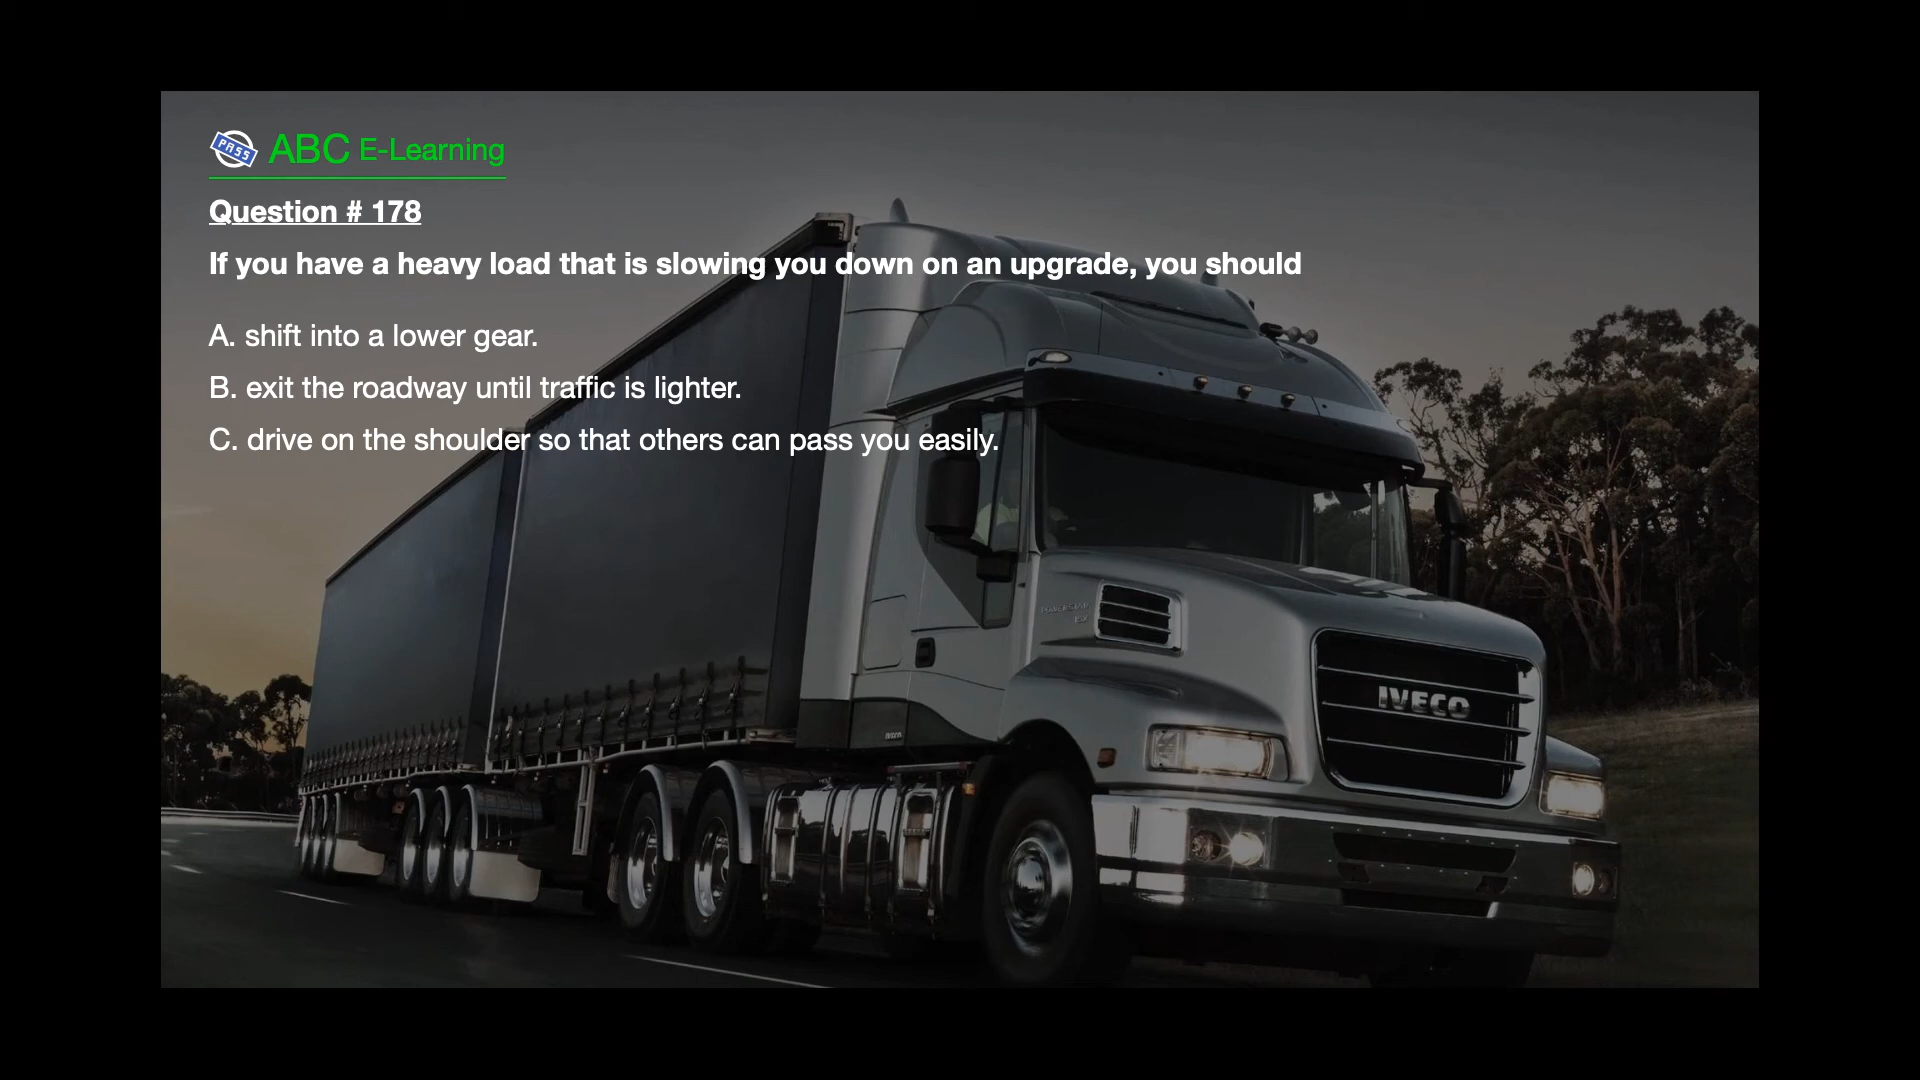 PASS ABC E-Learning
Question # 178
If you have a heavy load that is slowing you down on an upgrade, you should
A. shift into a lower gear.
B. exit the roadway until traffic is lighter.
C. drive on the shoulder so that others can pass you easily.
IVECO